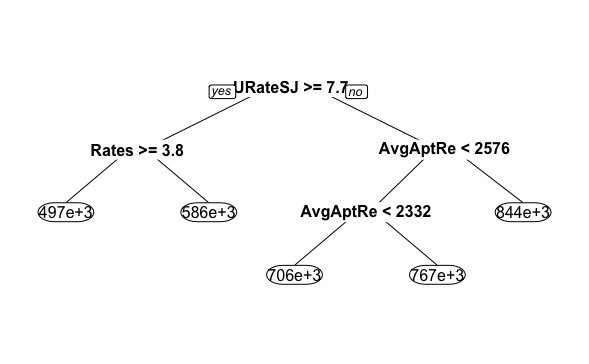 yes URateSJ >= 7.7 no
Rates >= 3.8
AvgAptRe < 2576
497e+3
586e+3
AvgAptRe < 2332
844e+3
706e+3
767e+3